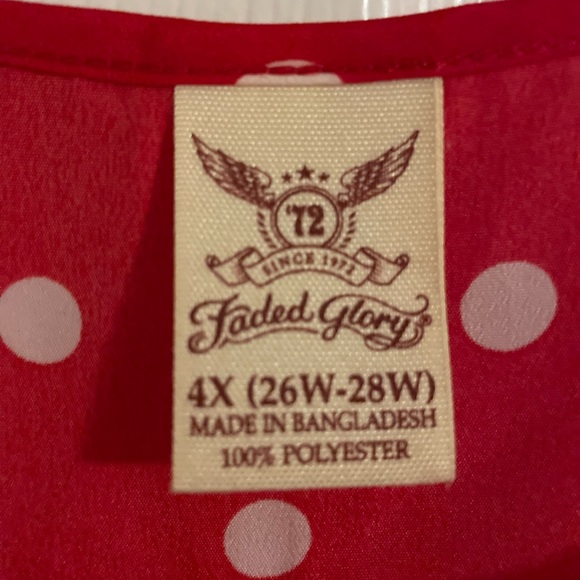 '72
SINCE 1972
Faded Glory®
4X (26W-28W)
MADE IN BANGLADESH
100% POLYESTER